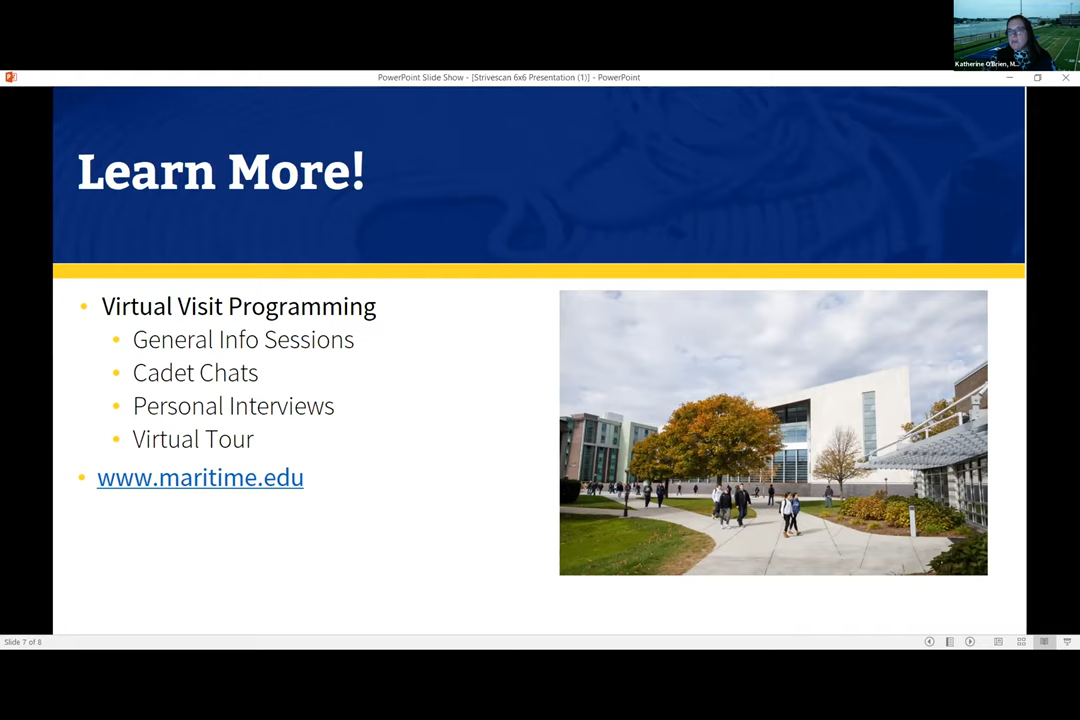 Katherine O'Brien, M...
PowerPoint Slide Show - [Strivescan 6x6 Presentation (1)] - PowerPoint
Learn More!
Virtual Visit Programming
General Info Sessions
Cadet Chats
Personal Interviews
Virtual Tour
www.maritime.edu
Slide 7 of 8